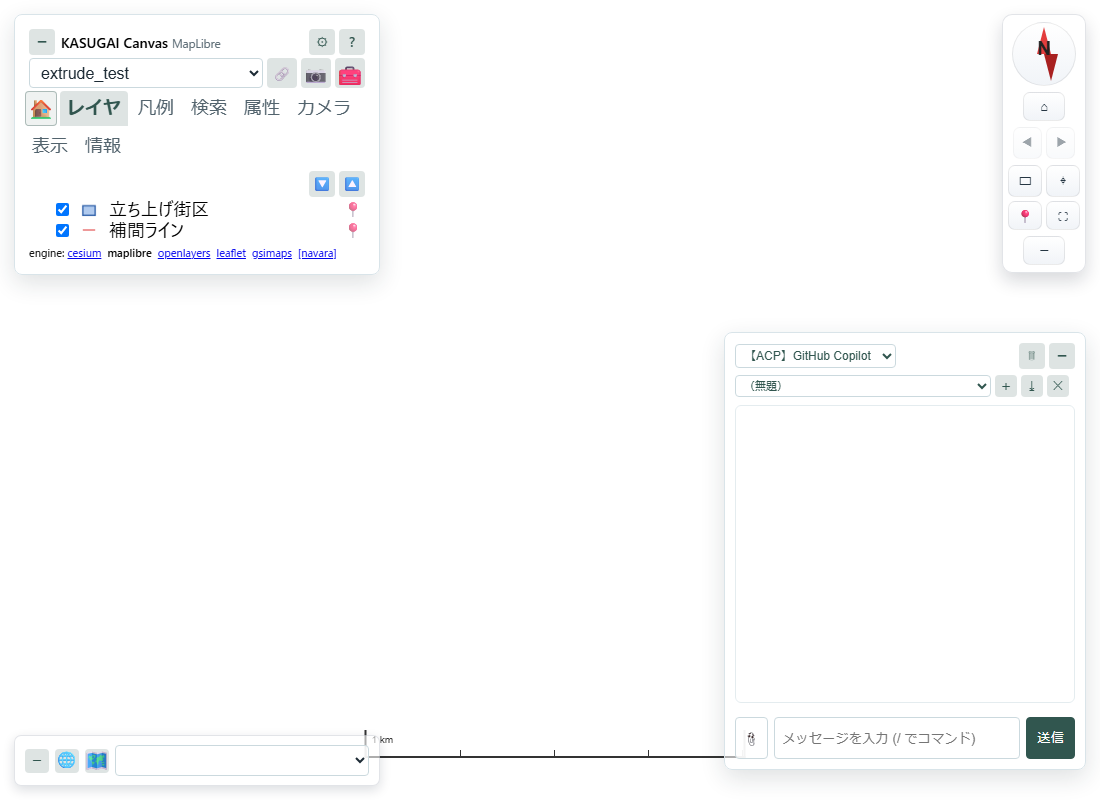 KASUGAI Canvas MapLibre
?
extrude_test
レイヤ 凡例 検索 属性 カメラ
表示 情報
立ち上げ街区
補間ライン
engine: cesium maplibre openlayers leaflet gsimaps [navara]
N
【ACP】GitHub Copilot
（無題）
メッセージを入力 (/ でコマンド)
送信
1 km